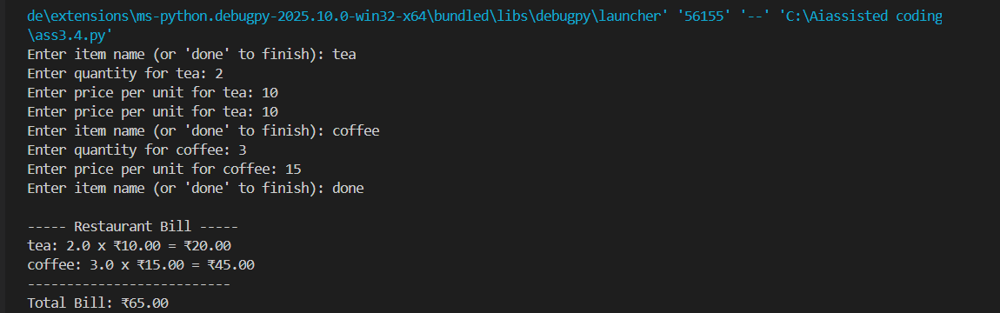 de\extensions\ms-python.debugpy-2025.10.0-win32-x64\bundled\libs\debugpy\launcher' '56155' '--' 'C:\Aiassisted coding
\ass3.4.py'
Enter item name (or 'done' to finish): tea
Enter quantity for tea: 2
Enter price per unit for tea: 10
Enter price per unit for tea: 10
Enter item name (or 'done' to finish): coffee
Enter quantity for coffee: 3
Enter price per unit for coffee: 15
Enter item name (or 'done' to finish): done

----- Restaurant Bill -----
tea: 2.0 x ₹10.00 = ₹20.00
coffee: 3.0 x ₹15.00 = ₹45.00
--------------------------
Total Bill: ₹65.00